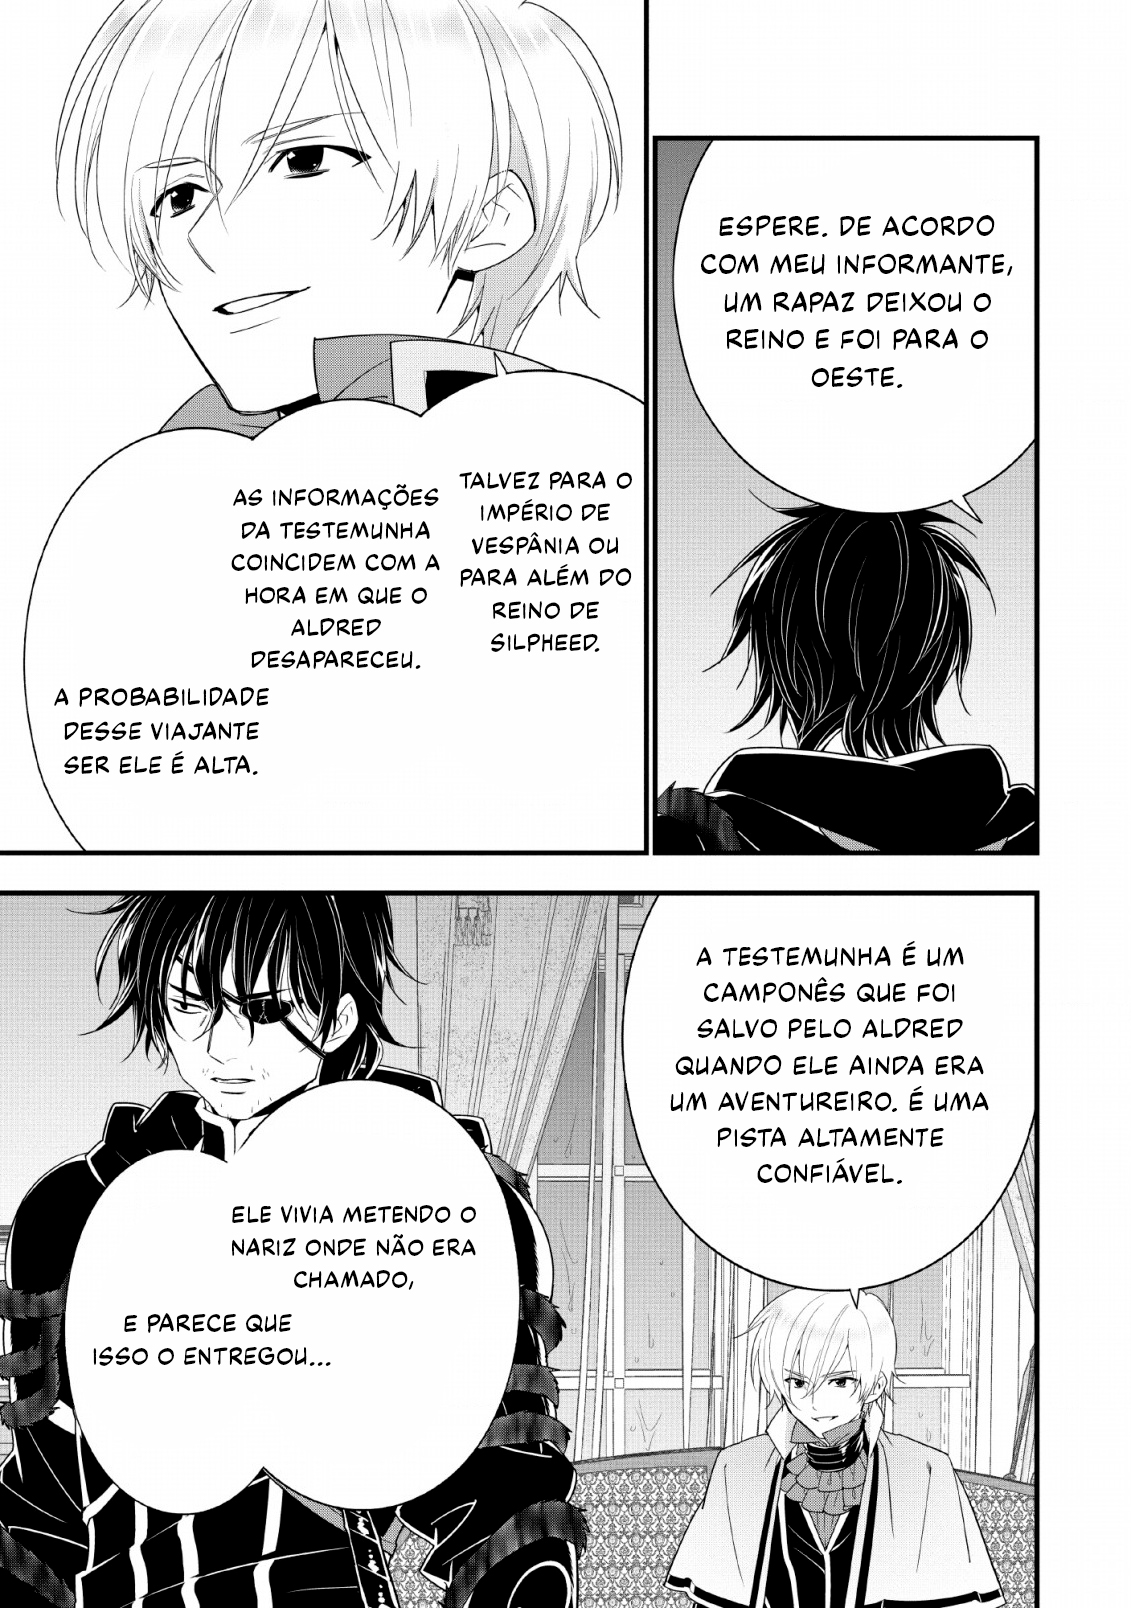 ESPERE. DE ACORDO
COM MEU INFORMANTE,
UM RAPAZ DEIXOU O
REINO E FOI PARA O
OESTE.
TALVEZ PARA O
IMPÉRIO DE
VESPÂNIA OU
PARA ALÉM DO
REINO DE
SILPHEED.
AS INFORMAÇÕES
DA TESTEMUNHA
COINCIDEM COM A
HORA EM QUE O
ALDRED
DESAPARECEU.
A PROBABILIDADE
DESSE VIAJANTE
SER ELE É ALTA.
A TESTEMUNHA É UM
CAMPONÊS QUE FOI
SALVO PELO ALDRED
QUANDO ELE AINDA ERA
UM AVENTUREIRO. É UMA
PISTA ALTAMENTE
CONFIÁVEL.
ELE VIVIA METENDO O
NARIZ ONDE NÃO ERA
CHAMADO,
E PARECE QUE
ISSO O ENTREGOU...